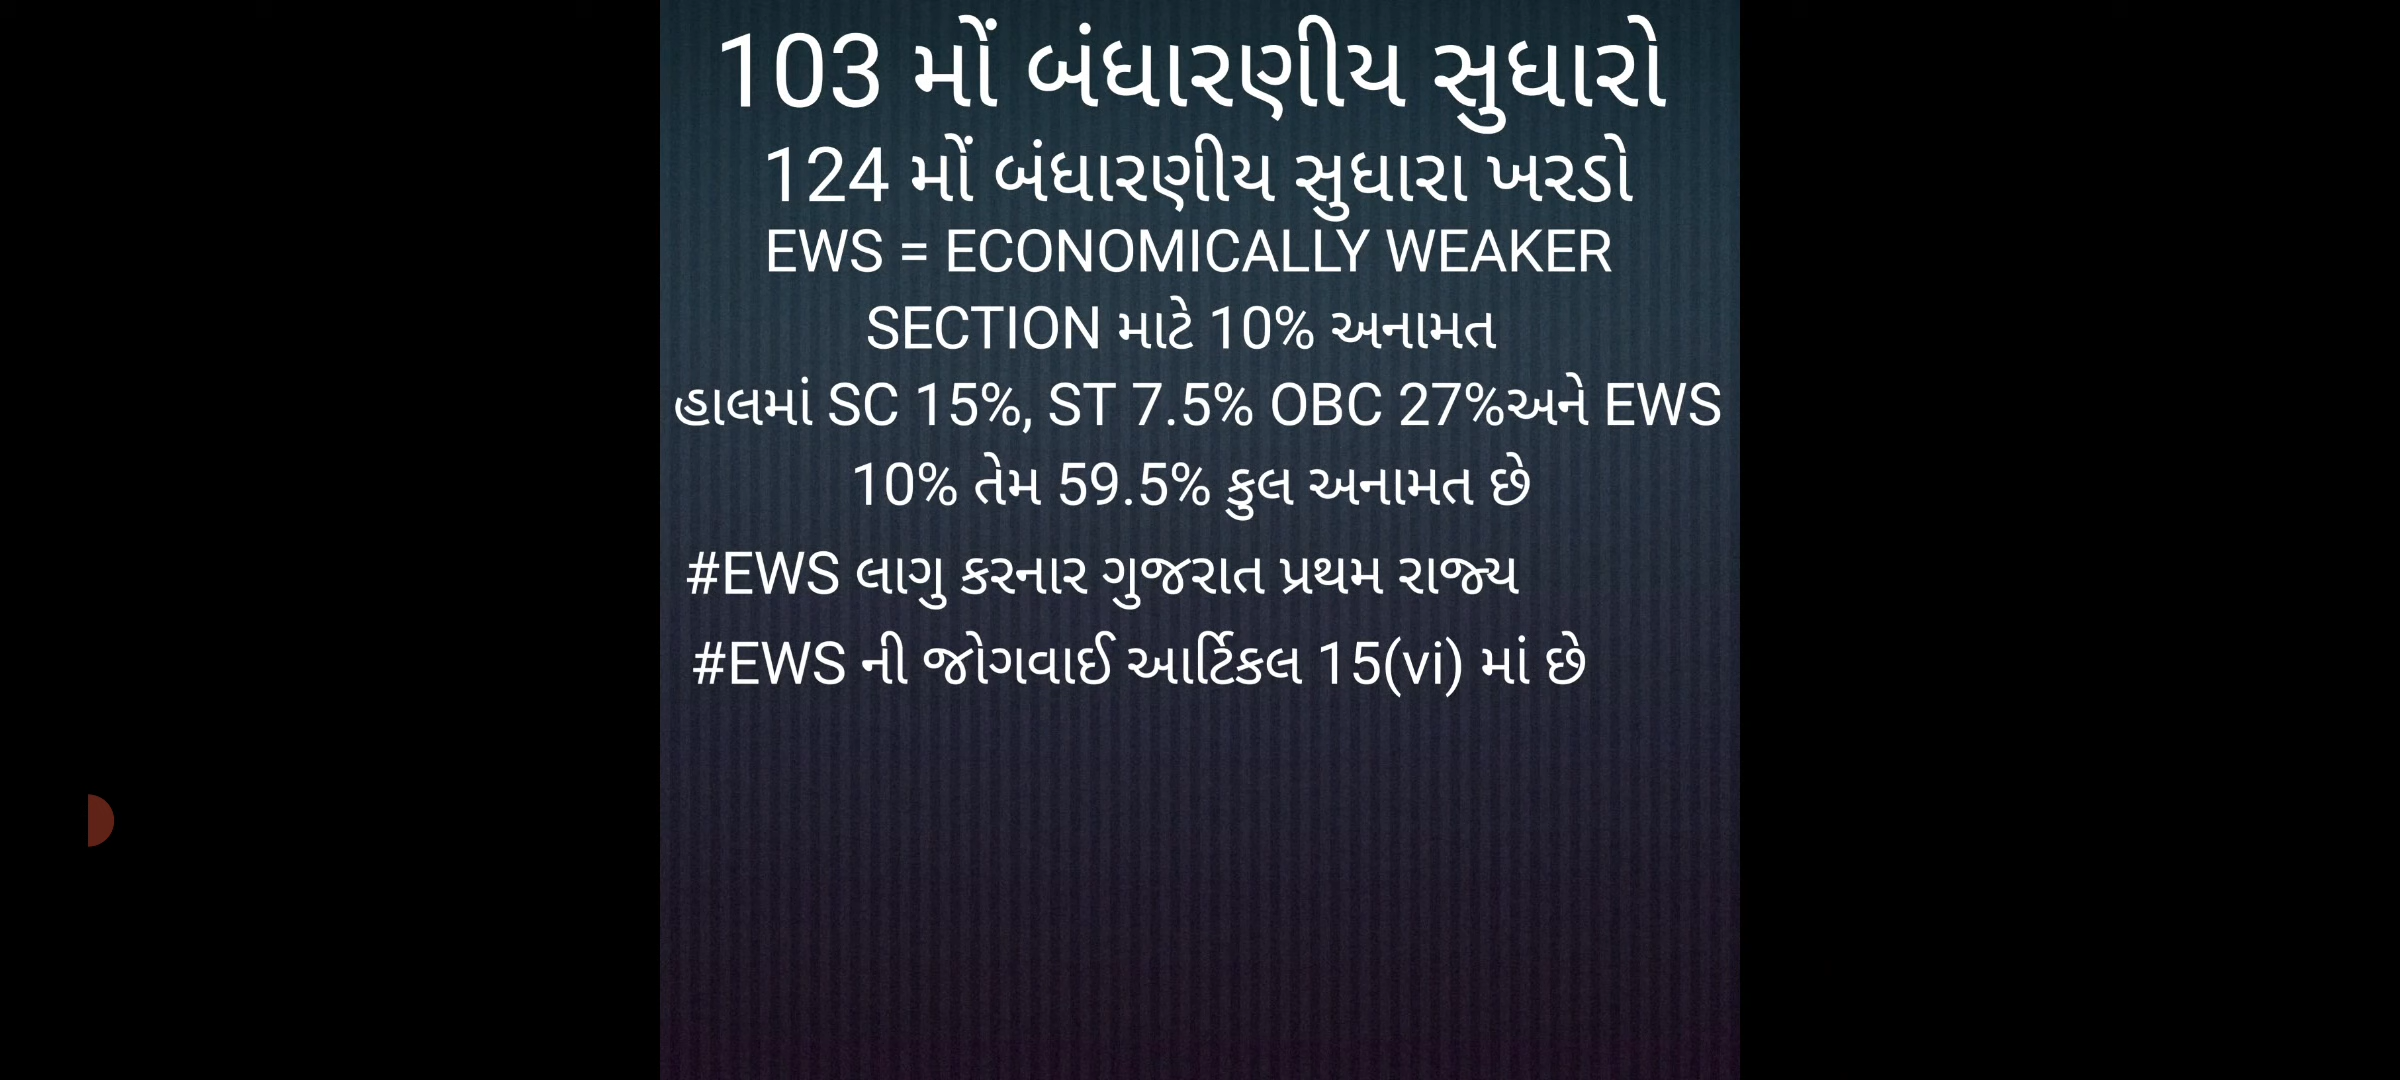 103 મોં બંધારણીય સુધારો
124 મોં બંધારણીય સુધારા ખરડો
EWS = ECONOMICALLY WEAKER
SECTION માટે 10% અનામત
હાલમાં SC 15%, ST 7.5% OBC 27%અને EWS
10% તેમ 59.5% કુલ અનામત છે
#EWS લાગુ કરનાર ગુજરાત પ્રથમ રાજ્ય
#EWS ની જોગવાઈ આર્ટિકલ 15(vi) માં છે